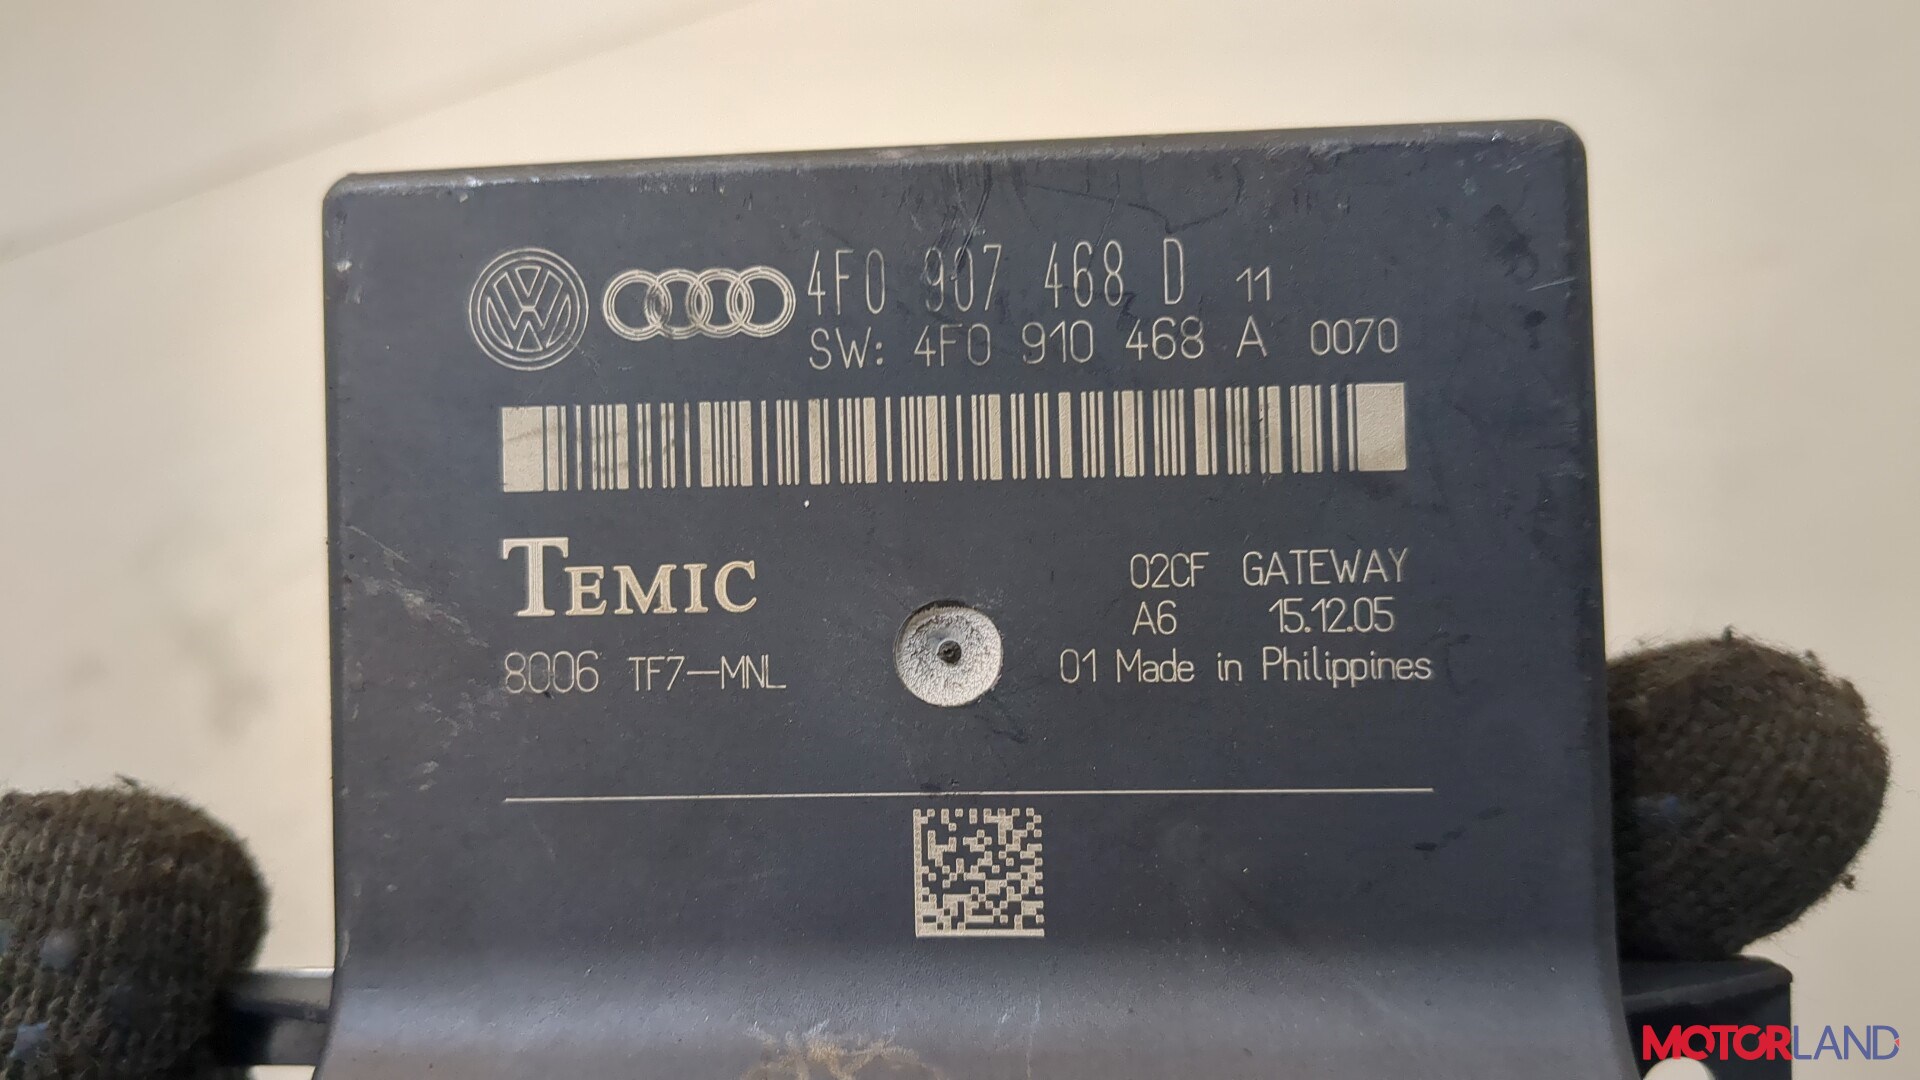 4F0 907 468 D 11
SW: 4F0 910 468 A 0070
TEMIC
02CF GATEWAY
A6 15.12.05
8006 TF7-MNL
01 Made in Philippines
MOTORLAND